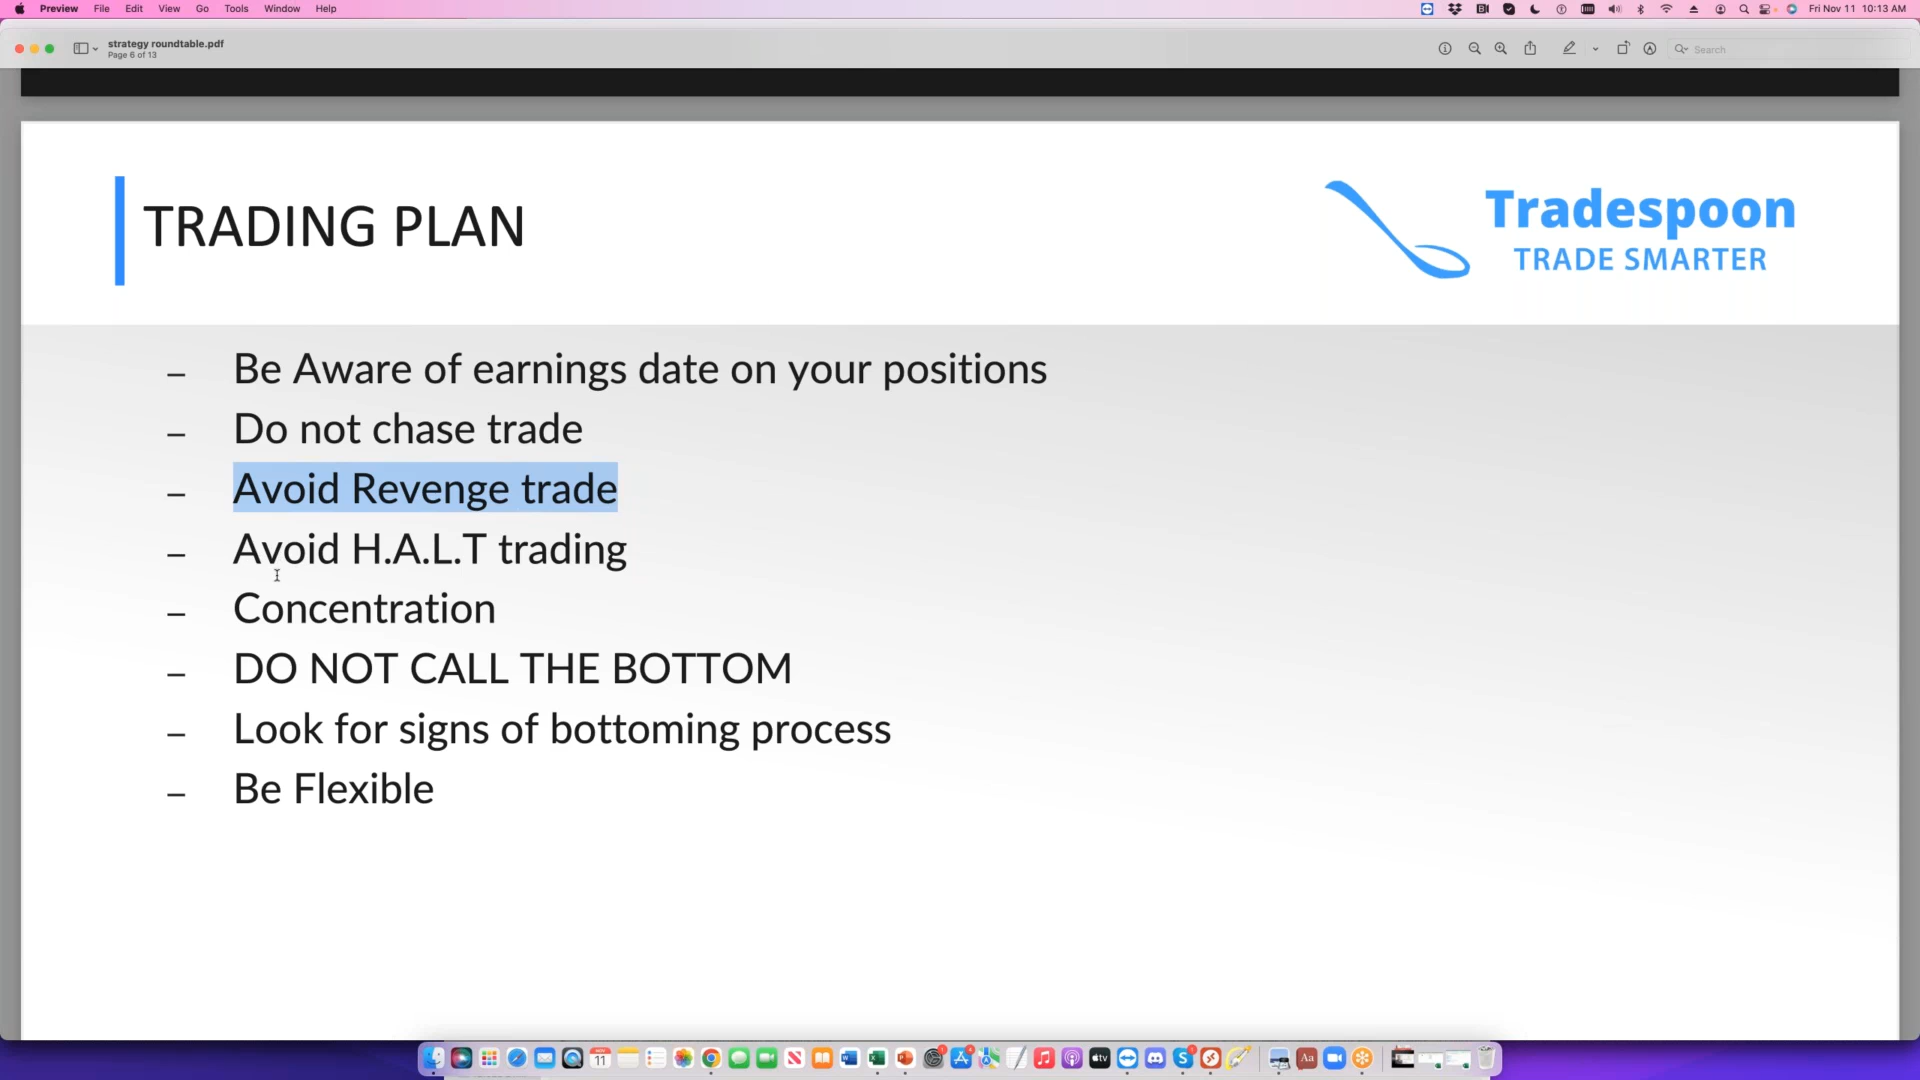 Preview File Edit View Go Tools Window Help
Fri Nov 11 10:13 AM
strategy roundtable.pdf
Page 6 of 13
Search
TRADING PLAN
Tradespoon
TRADE SMARTER
– Be Aware of earnings date on your positions
– Do not chase trade
– Avoid Revenge trade
– Avoid H.A.L.T trading
– Concentration
– DO NOT CALL THE BOTTOM
– Look for signs of bottoming process
– Be Flexible